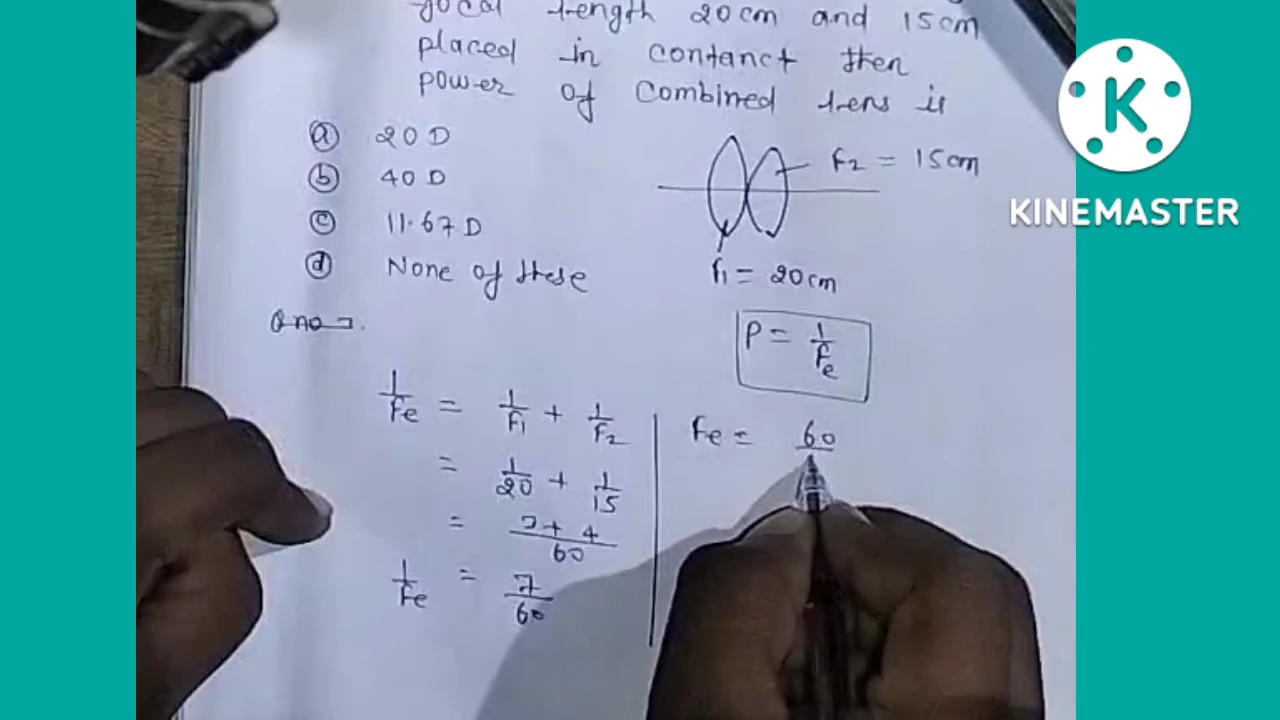 focal length 20cm and 15cm
placed in contanct then
power of combined lens is
(a) 20 D
(b) 40 D
(c) 11.67 D
(d) None of these
F2 = 15cm
f1 = 20cm
P = 1/Fe
1/Fe = 1/F1 + 1/F2
= 1/20 + 1/15
= 3+4/60
1/Fe = 7/60
Fe = 60
K
KINEMASTER